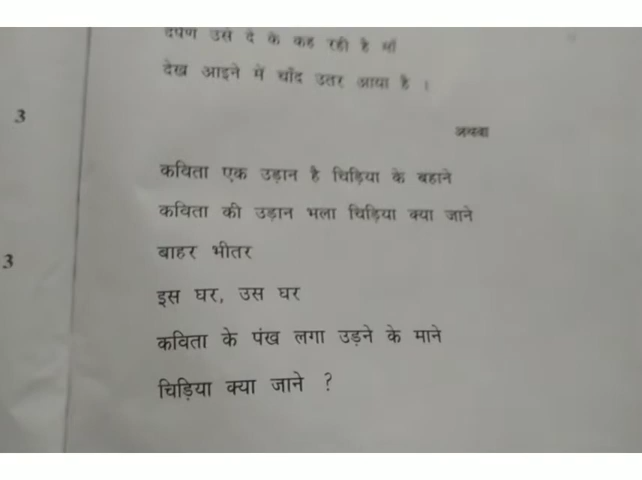 दर्पण उसे दे के कह रही है माँ
देख आइने में चाँद उतर आया है ।
3
अथवा
कविता एक उड़ान है चिड़िया के बहाने
कविता की उड़ान भला चिड़िया क्या जाने
बाहर भीतर
3
इस घर, उस घर
कविता के पंख लगा उड़ने के माने
चिड़िया क्या जाने ?